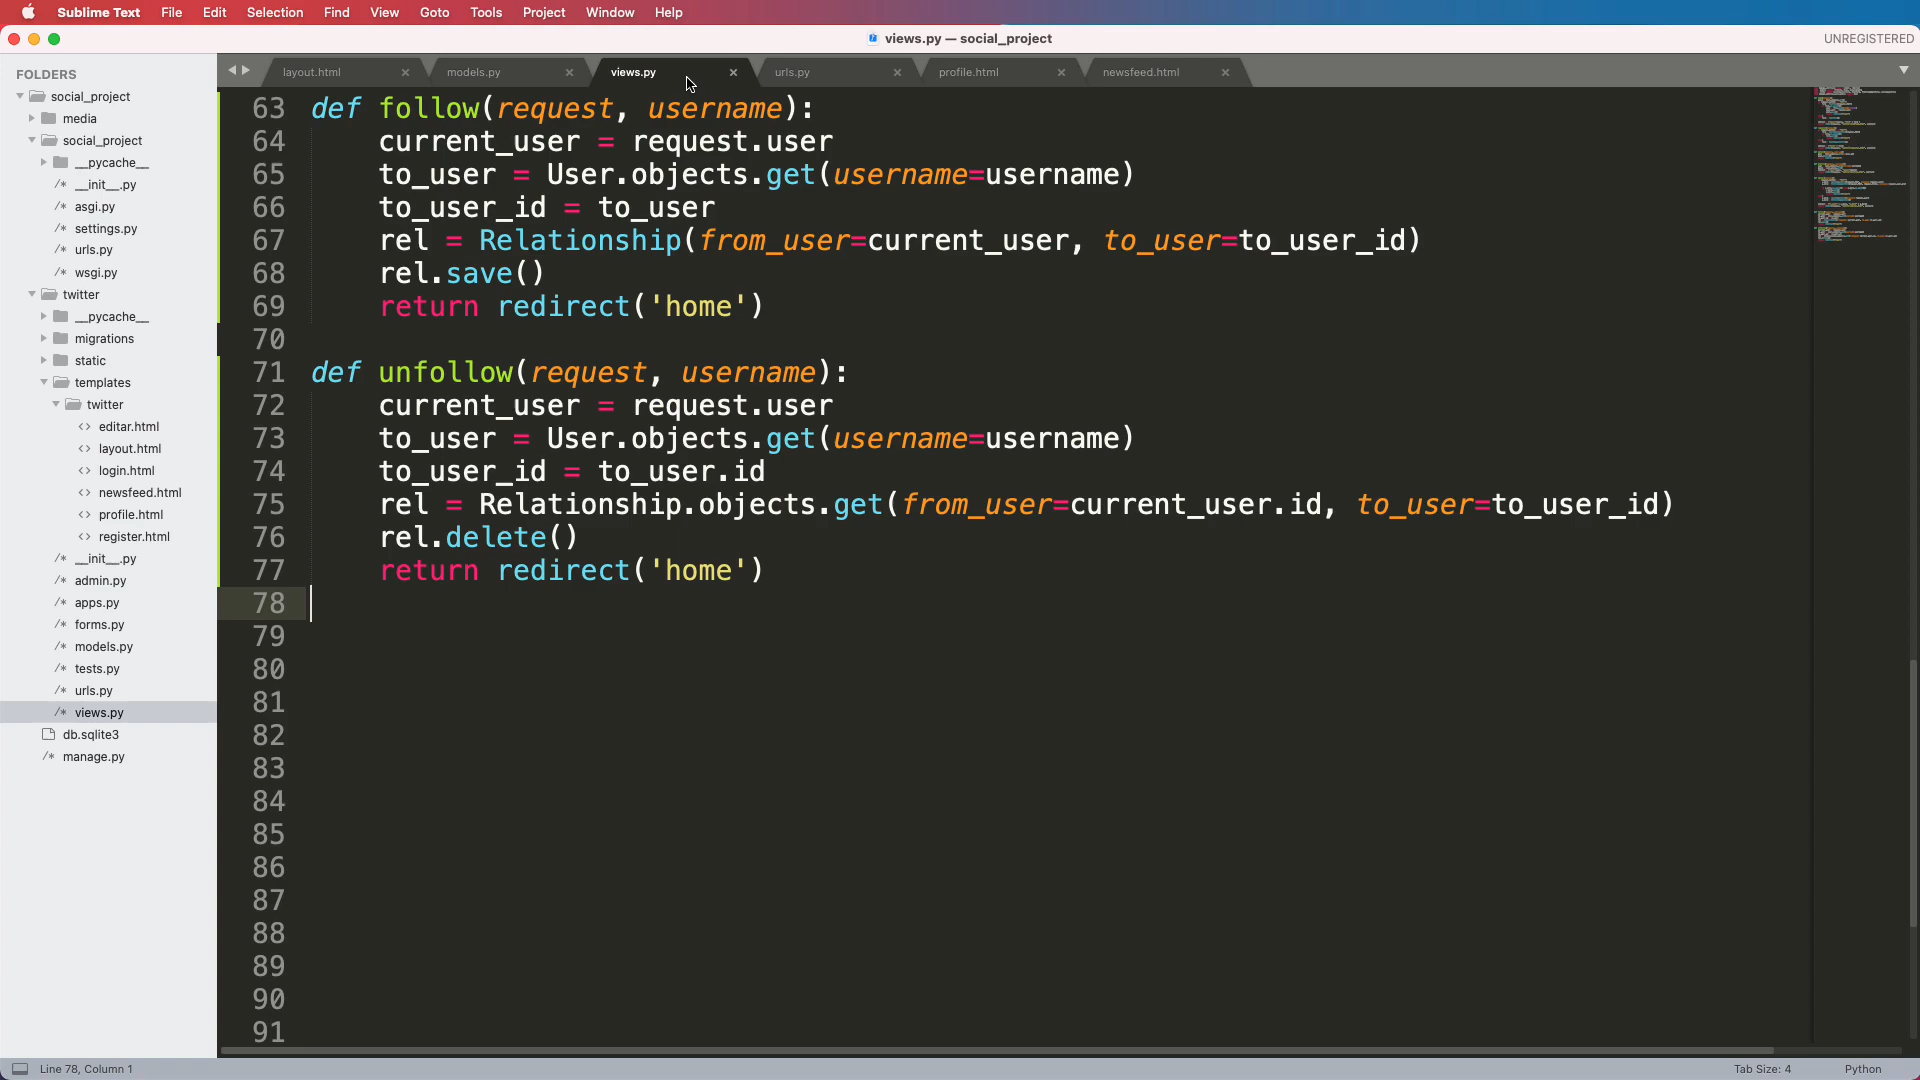 Sublime Text File Edit Selection Find View Goto Tools Project Window Help
views.py — social_project
UNREGISTERED
FOLDERS
social_project
media
social_project
__pycache__
/* __init__.py
/* asgi.py
/* settings.py
/* urls.py
/* wsgi.py
twitter
__pycache__
migrations
static
templates
twitter
<> editar.html
<> layout.html
<> login.html
<> newsfeed.html
<> profile.html
<> register.html
/* __init__.py
/* admin.py
/* apps.py
/* forms.py
/* models.py
/* tests.py
/* urls.py
/* views.py
db.sqlite3
/* manage.py
layout.html × models.py × views.py × urls.py × profile.html × newsfeed.html ×
63 def follow(request, username):
64 current_user = request.user
65 to_user = User.objects.get(username=username)
66 to_user_id = to_user
67 rel = Relationship(from_user=current_user, to_user=to_user_id)
68 rel.save()
69 return redirect('home')
70
71 def unfollow(request, username):
72 current_user = request.user
73 to_user = User.objects.get(username=username)
74 to_user_id = to_user.id
75 rel = Relationship.objects.get(from_user=current_user.id, to_user=to_user_id)
76 rel.delete()
77 return redirect('home')
78
79
80
81
82
83
84
85
86
87
88
89
90
91
Line 78, Column 1
Tab Size: 4
Python